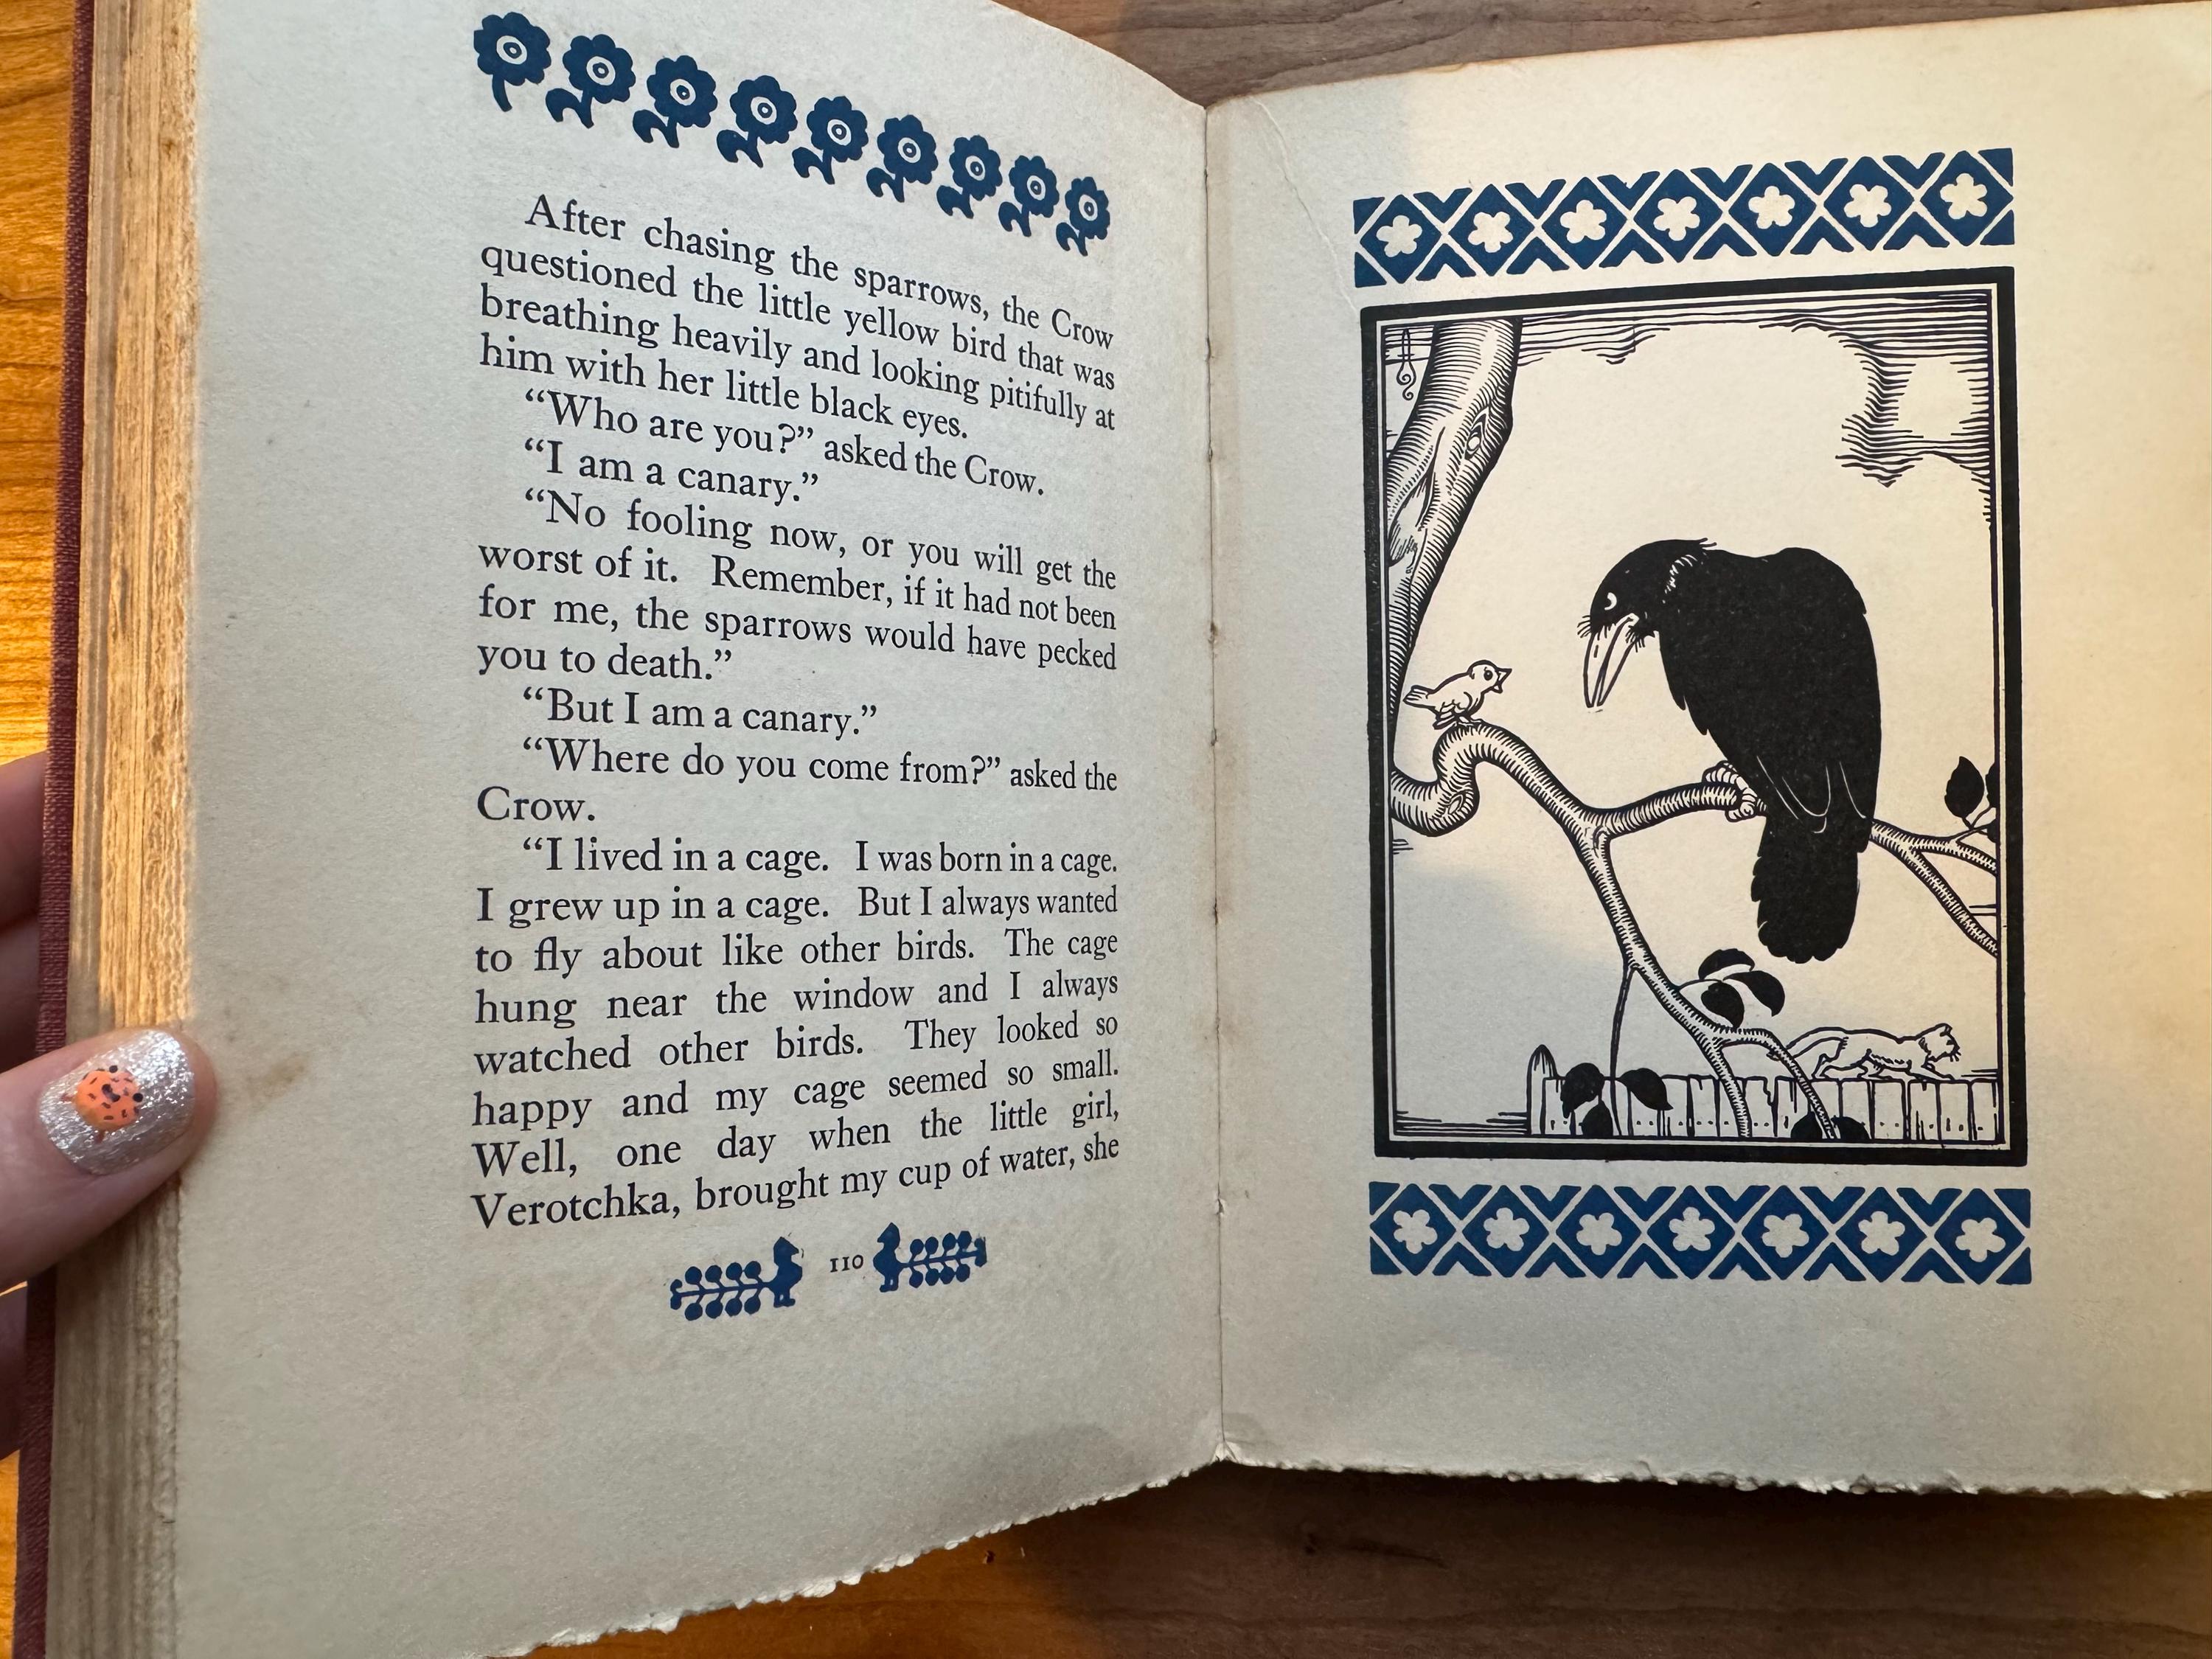 After chasing the sparrows, the Crow
questioned the little yellow bird that was
breathing heavily and looking pitifully at
him with her little black eyes.
“Who are you?” asked the Crow.
“I am a canary.”
“No fooling now, or you will get the
worst of it. Remember, if it had not been
for me, the sparrows would have pecked
you to death.”
“But I am a canary.”
“Where do you come from?” asked the
Crow.
“I lived in a cage. I was born in a cage.
I grew up in a cage. But I always wanted
to fly about like other birds. The cage
hung near the window and I always
watched other birds. They looked so
happy and my cage seemed so small.
Well, one day when the little girl,
Verotchka, brought my cup of water, she
110